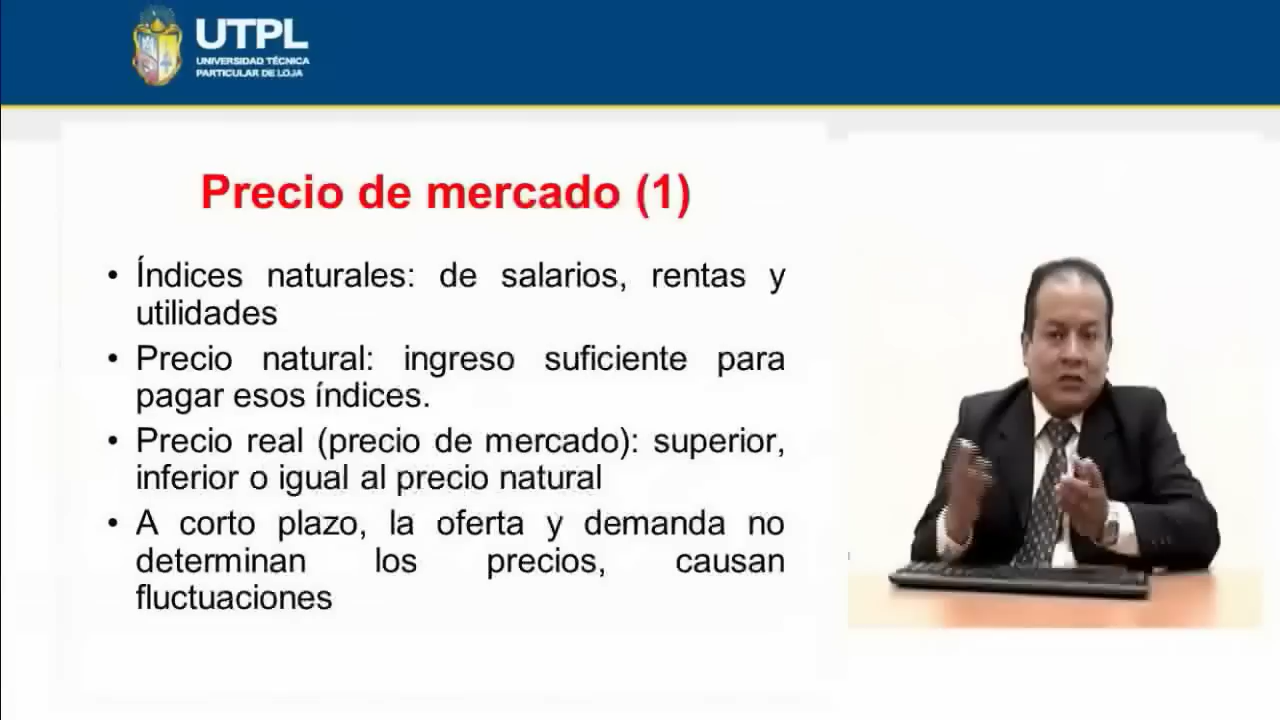 UTPL
UNIVERSIDAD TÉCNICA
PARTICULAR DE LOJA
Precio de mercado (1)
• Índices naturales: de salarios, rentas y
utilidades
• Precio natural: ingreso suficiente para
pagar esos índices.
• Precio real (precio de mercado): superior,
inferior o igual al precio natural
• A corto plazo, la oferta y demanda no
determinan los precios, causan
fluctuaciones